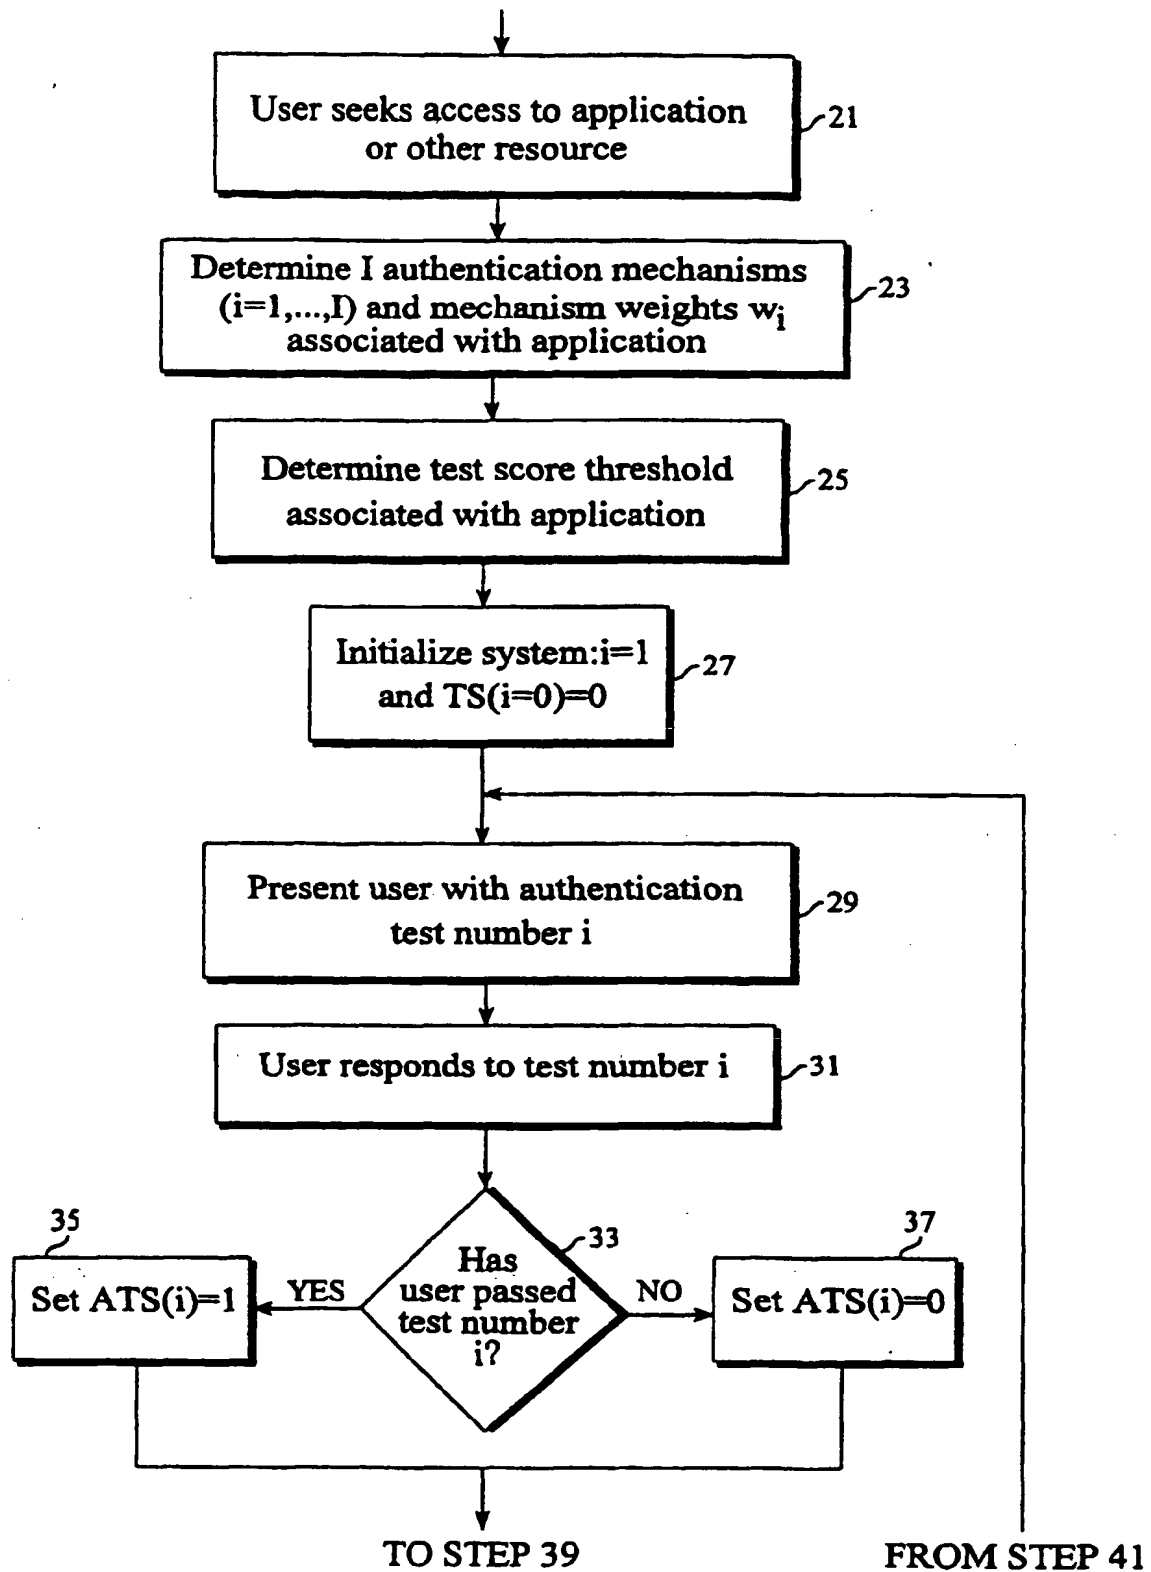 User seeks access to application
or other resource
21
Determine I authentication mechanisms
(i=1,...,I) and mechanism weights wi
associated with application
23
Determine test score threshold
associated with application
25
Initialize system:i=1
and TS(i=0)=0
27
Present user with authentication
test number i
29
User responds to test number i
31
35
33
37
Set ATS(i)=1
YES
Has
user passed
test number
i?
NO
Set ATS(i)=0
TO STEP 39
FROM STEP 41